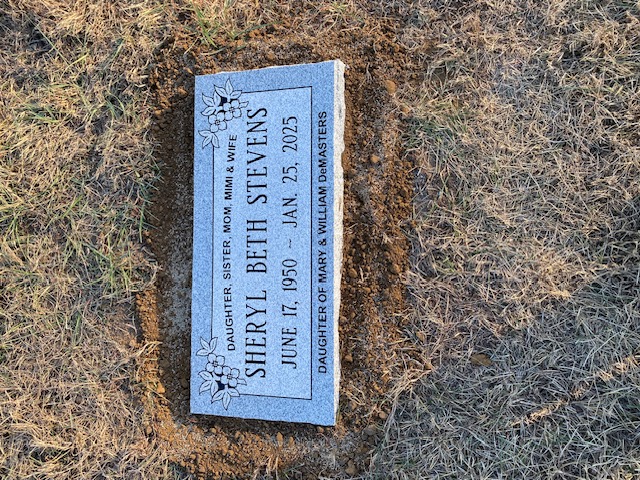 DAUGHTER, SISTER, MOM, MIMI & WIFE
SHERYL BETH STEVENS
JUNE 17, 1950 ~ JAN. 25, 2025
DAUGHTER OF MARY & WILLIAM DeMASTERS